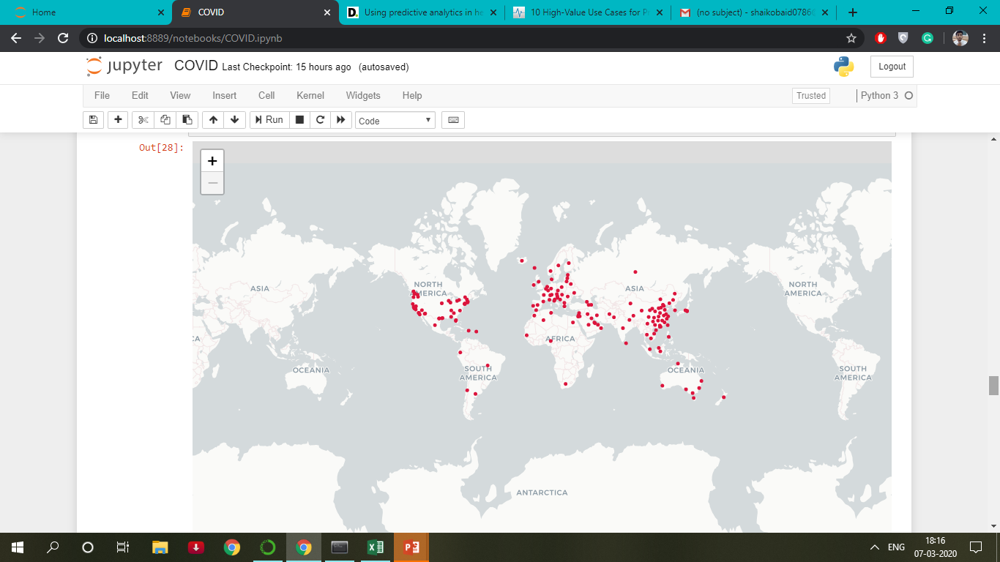 Home
COVID
Using predictive analytics in he
10 High-Value Use Cases for P
(no subject) - shaikobaid0786
localhost:8889/notebooks/COVID.ipynb
jupyter COVID Last Checkpoint: 15 hours ago (autosaved)
Logout
File Edit View Insert Cell Kernel Widgets Help
Trusted
Python 3
Run
Code
Out[28]:
+
−
ASIA
NORTH
AMERICA
ASIA
NORTH
AMERICA
CA
AFRICA
OCEANIA
SOUTH
AMERICA
OCEANIA
SOUTH
AMERICA
ANTARCTICA
ENG
18:16
07-03-2020